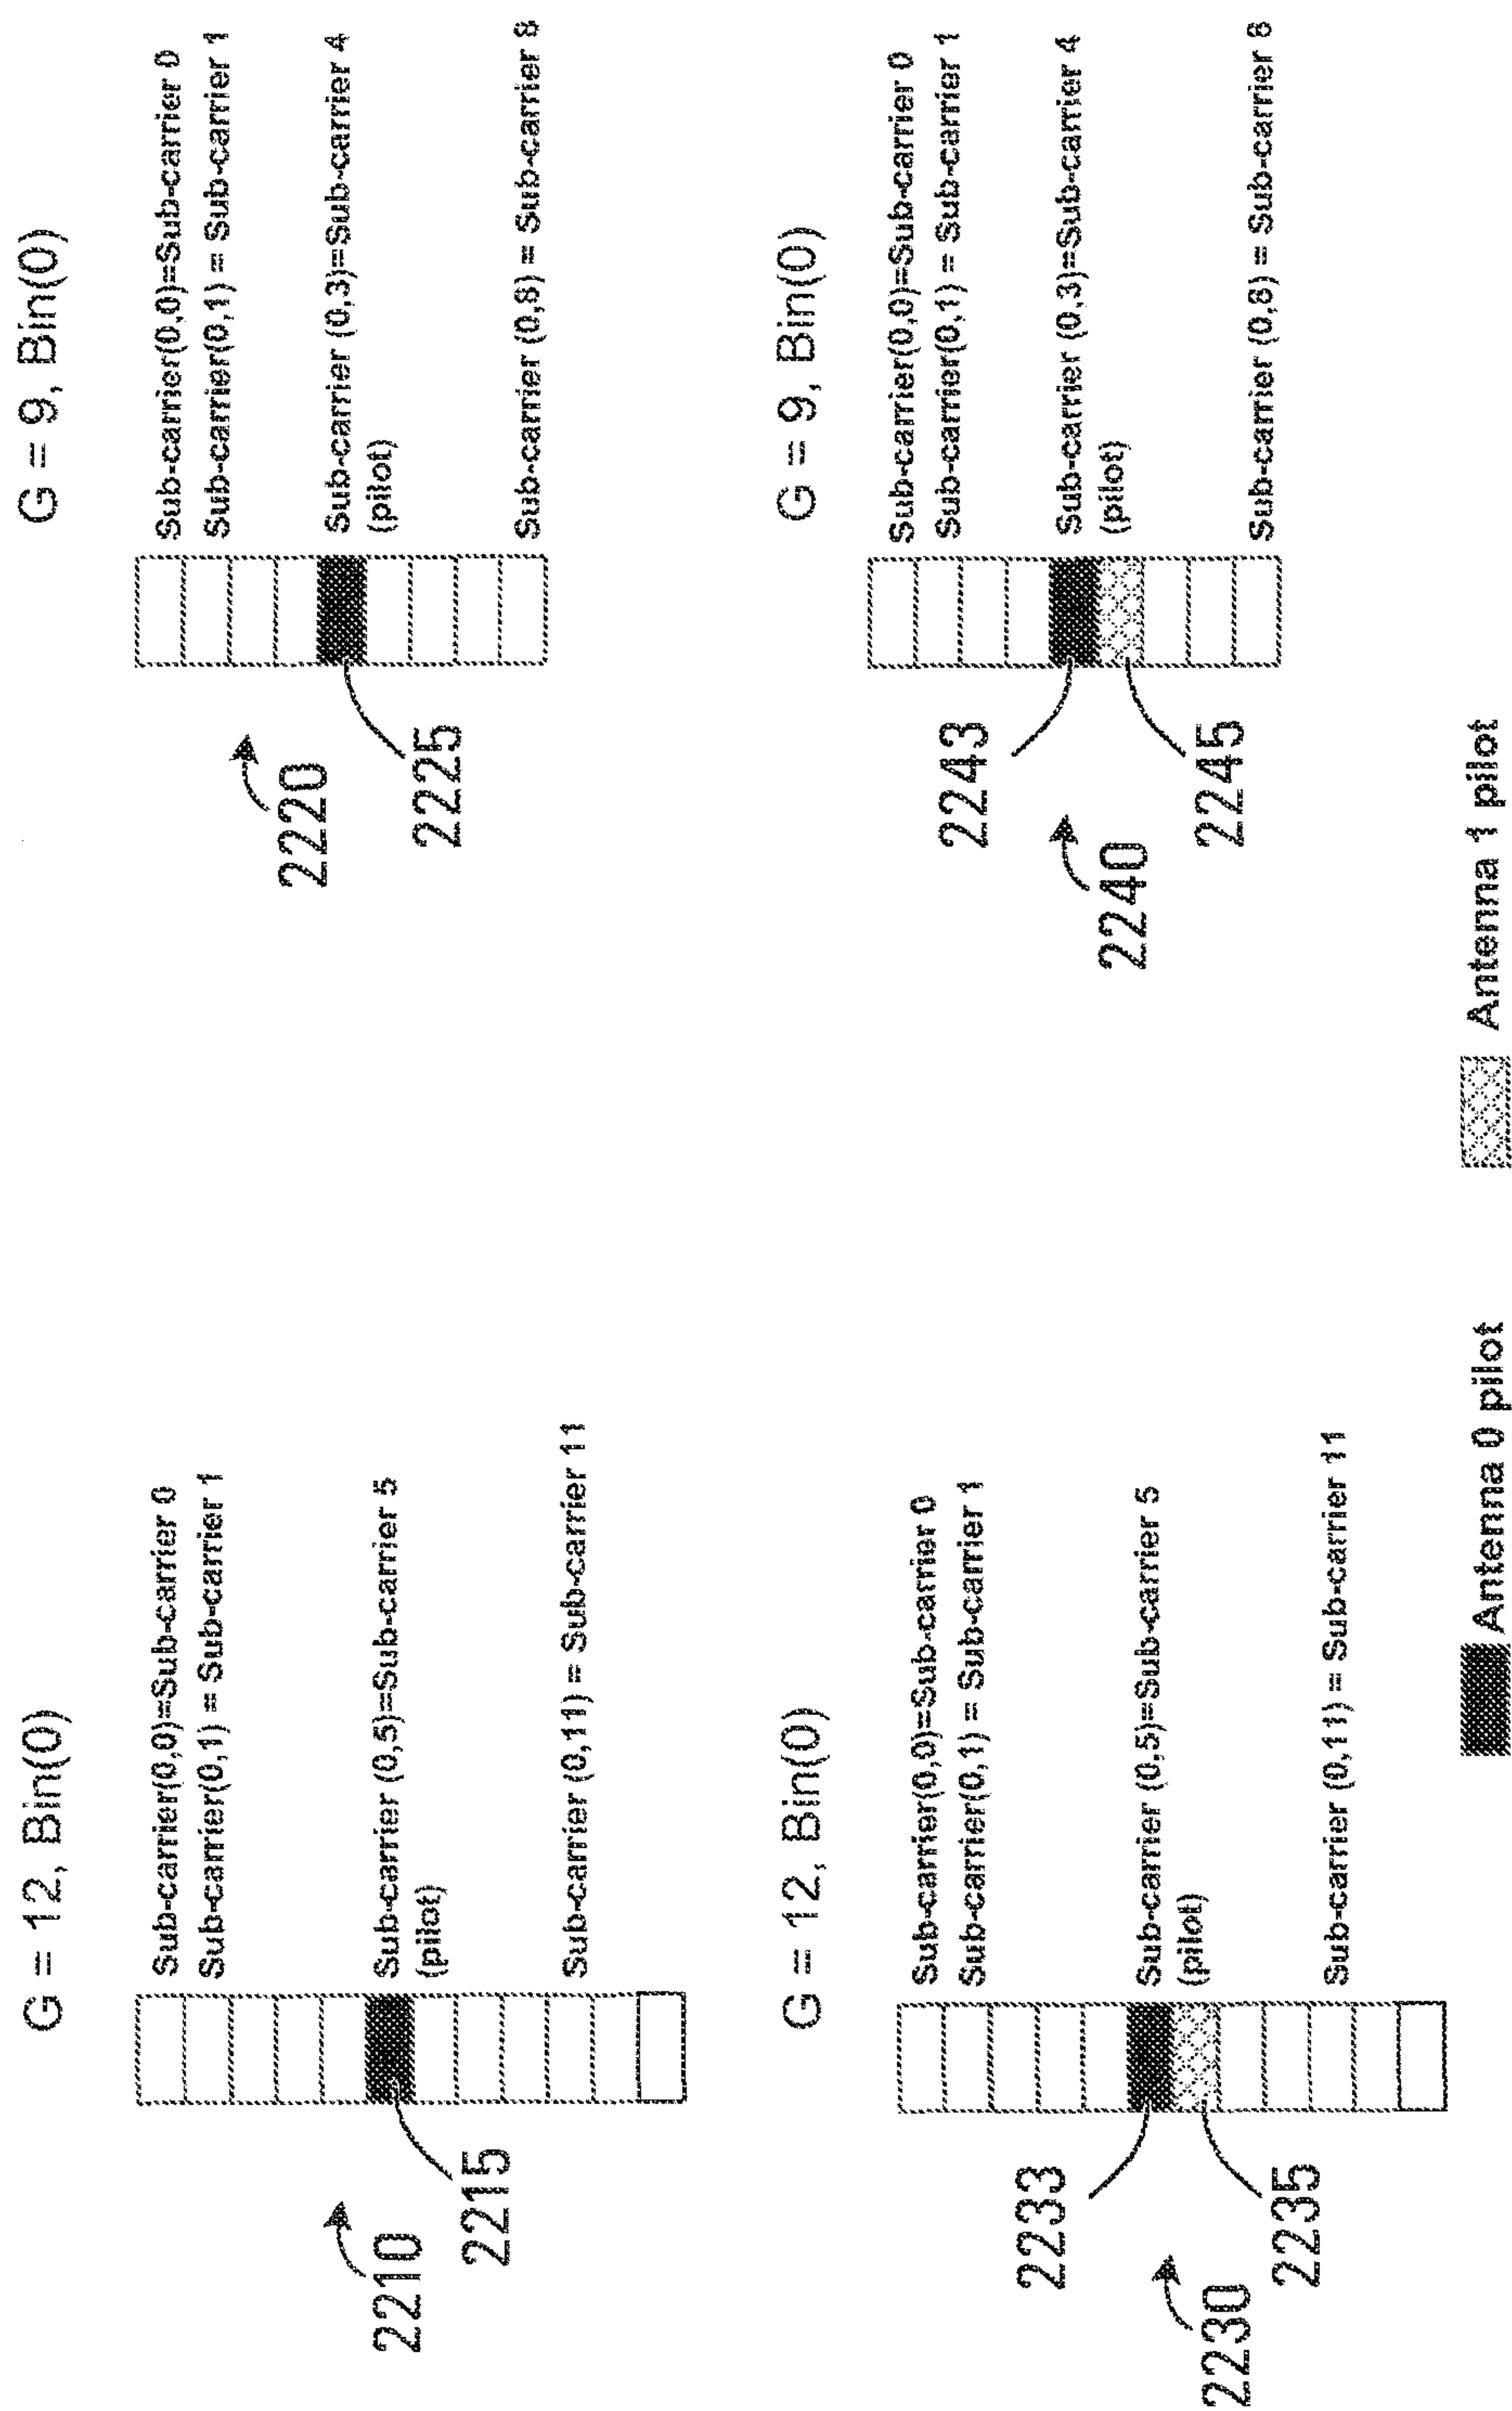 G = 12, Bin(0)
Sub-carrier(0,0)=Sub-carrier 0
Sub-carrier(0,1) = Sub-carrier 1
Sub-carrier (0,5)=Sub-carrier 5
(pilot)
Sub-carrier (0,11) = Sub-carrier 11
2210
2215
G = 9, Bin(0)
Sub-carrier(0,0)=Sub-carrier 0
Sub-carrier(0,1) = Sub-carrier 1
Sub-carrier (0,3)=Sub-carrier 4
(pilot)
Sub-carrier (0,8) = Sub-carrier 8
2220
2225
G = 12, Bin(0)
Sub-carrier(0,0)=Sub-carrier 0
Sub-carrier(0,1) = Sub-carrier 1
Sub-carrier (0,5)=Sub-carrier 5
(pilot)
Sub-carrier (0,11) = Sub-carrier 11
2233
2230
2235
G = 9, Bin(0)
Sub-carrier(0,0)=Sub-carrier 0
Sub-carrier(0,1) = Sub-carrier 1
Sub-carrier (0,3)=Sub-carrier 4
(pilot)
Sub-carrier (0,8) = Sub-carrier 8
2243
2240
2245
Antenna 0 pilot
Antenna 1 pilot